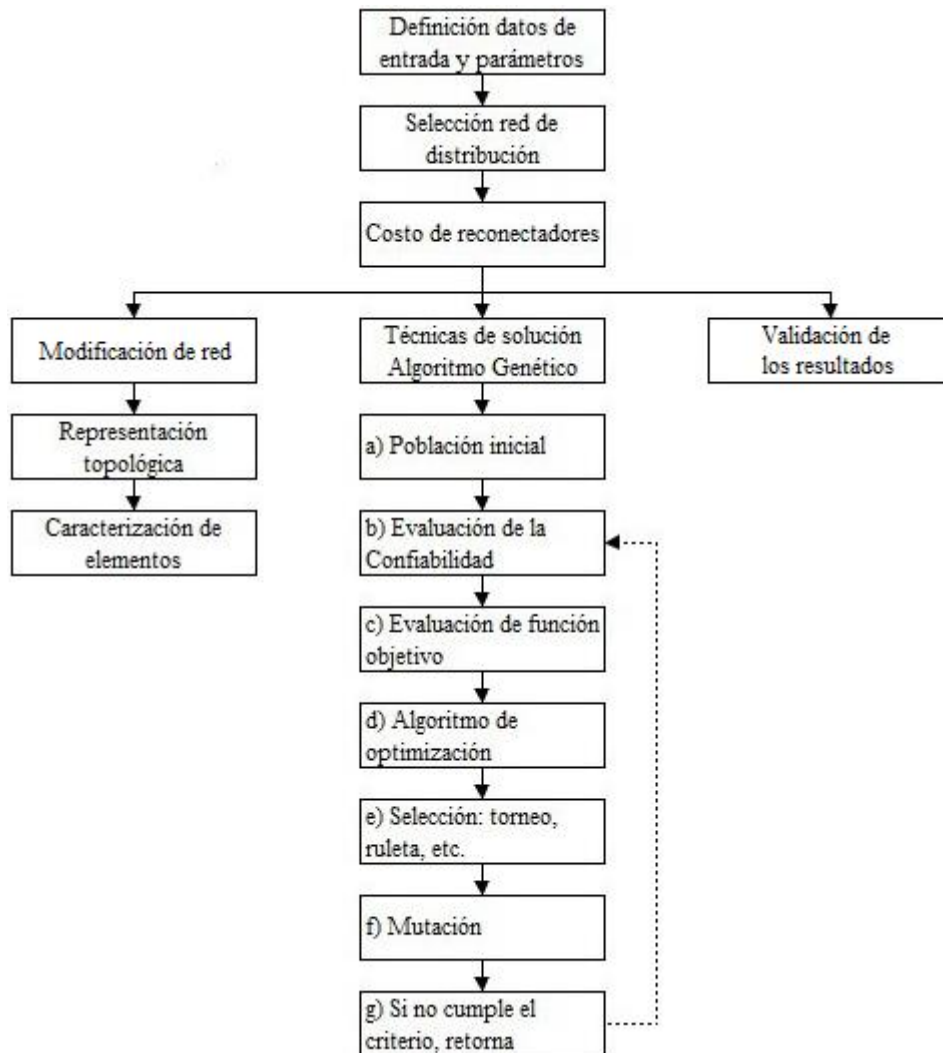 Definición datos de
entrada y parámetros
Selección red de
distribución
Costo de reconectadores
Modificación de red
Representación
topológica
Caracterización de
elementos
Técnicas de solución
Algoritmo Genético
a) Población inicial
b) Evaluación de la
Confiabilidad
c) Evaluación de función
objetivo
d) Algoritmo de
optimización
e) Selección: torneo,
ruleta, etc.
f) Mutación
g) Si no cumple el
criterio, retorna
Validación de
los resultados